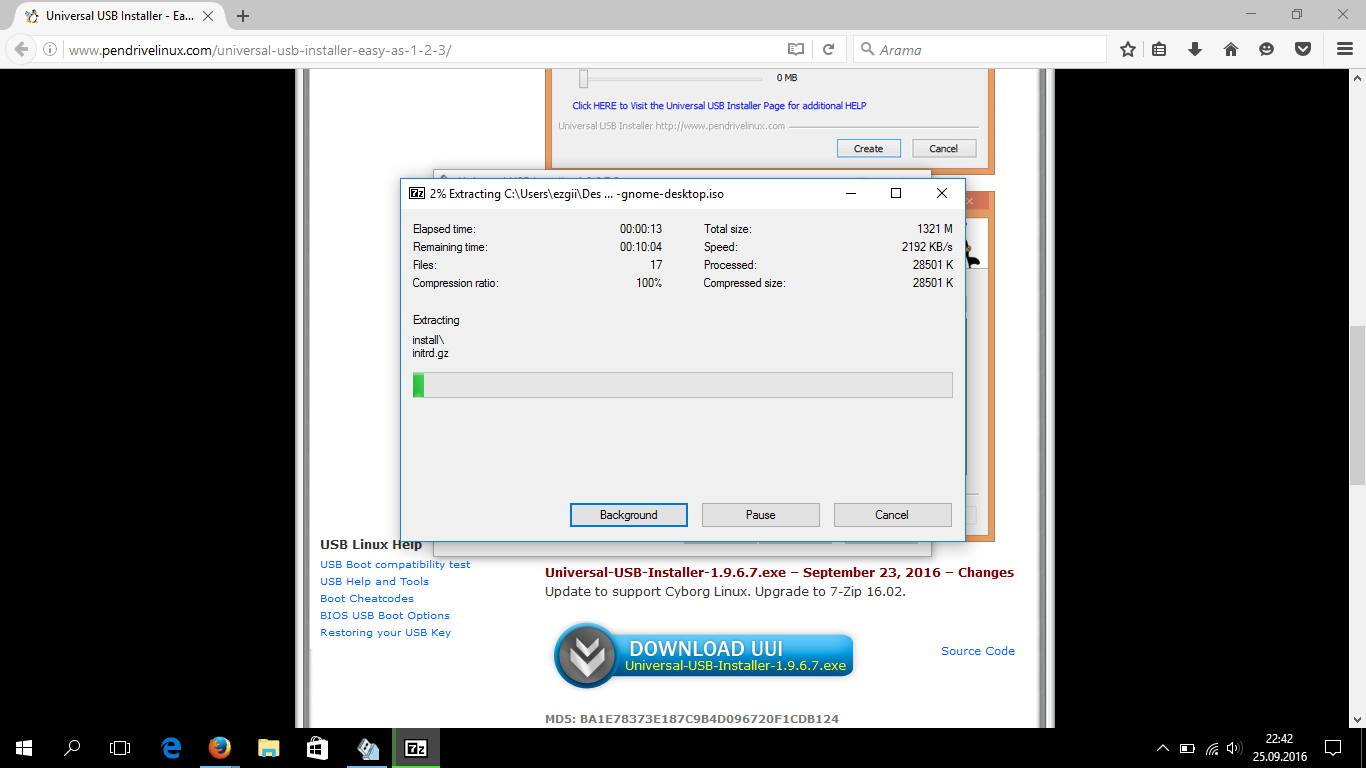 Universal USB Installer - Ea...
www.pendrivelinux.com/universal-usb-installer-easy-as-1-2-3/
Arama
0 MB
Click HERE to Visit the Universal USB Installer Page for additional HELP
Universal USB Installer http://www.pendrivelinux.com
Create
Cancel
7z
2% Extracting C:\Users\ezgii\Des ... -gnome-desktop.iso
Elapsed time: 00:00:13 Total size: 1321 M
Remaining time: 00:10:04 Speed: 2192 KB/s
Files: 17 Processed: 28501 K
Compression ratio: 100% Compressed size: 28501 K
Extracting
install\
initrd.gz
Background
Pause
Cancel
USB Linux Help
USB Boot compatibility test
USB Help and Tools
Boot Cheatcodes
BIOS USB Boot Options
Restoring your USB Key
Universal-USB-Installer-1.9.6.7.exe – September 23, 2016 – Changes
Update to support Cyborg Linux. Upgrade to 7-Zip 16.02.
DOWNLOAD UUI
Universal-USB-Installer-1.9.6.7.exe
Source Code
MD5: BA1E78373E187C9B4D096720F1CDB124
7z
22:42
25.09.2016